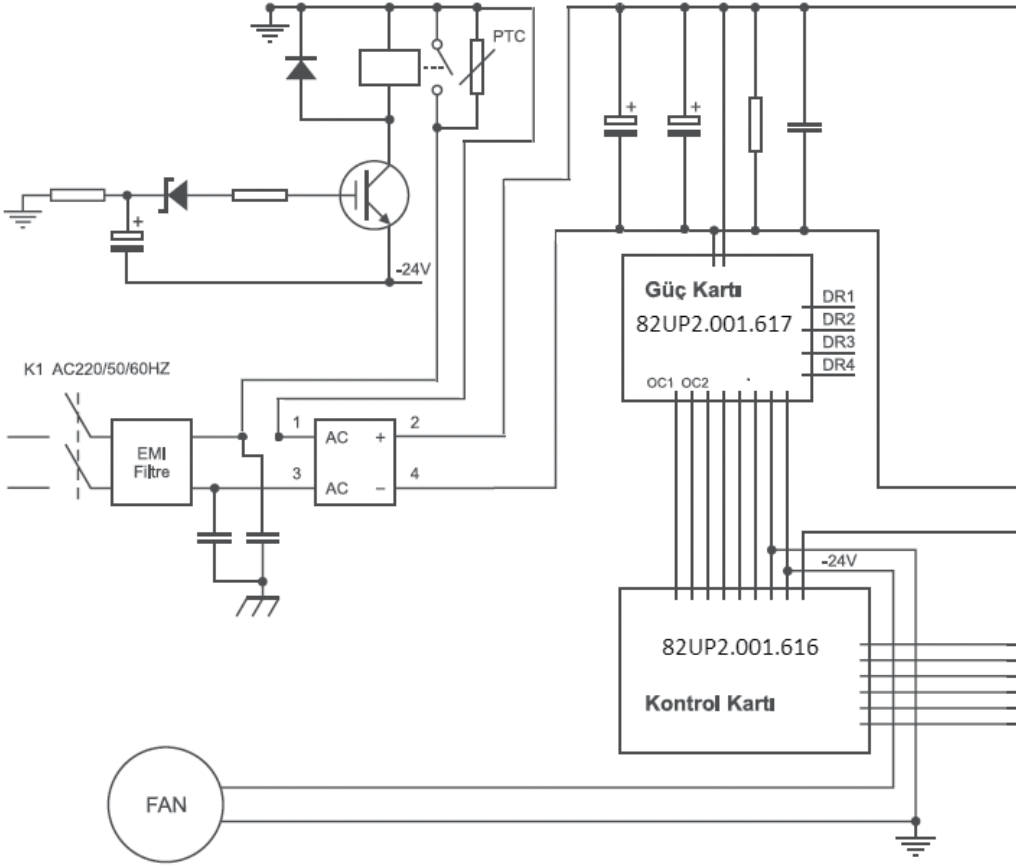 PTC
+
+
+
-24V
Güç Kartı
82UP2.001.617
DR1
DR2
DR3
DR4
OC1 OC2
K1 AC220/50/60HZ
EMI
Filtre
1
AC
+
2
3
AC
−
4
-24V
82UP2.001.616
Kontrol Kartı
FAN